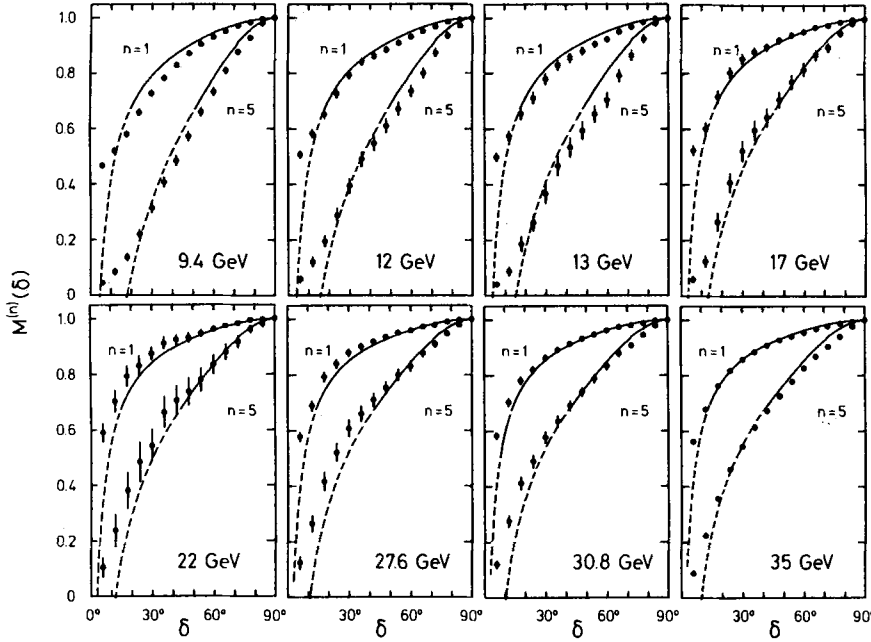 1.0
0.8
0.6
0.4
0.2
0
n=1
n=5
9.4 GeV
n=1
n=5
12 GeV
n=1
n=5
13 GeV
n=1
n=5
17 GeV
M⁽ⁿ⁾(δ)
1.0
0.8
0.6
0.4
0.2
0
n=1
n=5
22 GeV
n=1
n=5
27.6 GeV
n=1
n=5
30.8 GeV
n=1
n=5
35 GeV
0° 30° 60° 90° 30° 60° 90° 30° 60° 90° 30° 60° 90°
δ δ δ δ